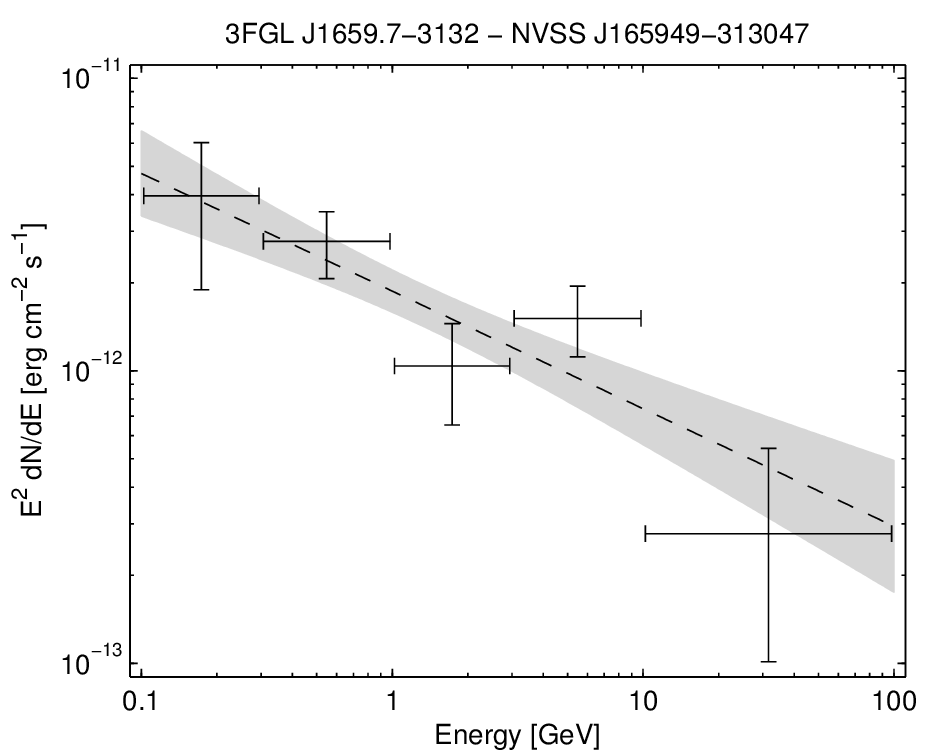 3FGL J1659.7−3132 − NVSS J165949−313047
10⁻¹¹
10⁻¹²
10⁻¹³
E² dN/dE [erg cm⁻² s⁻¹]
0.1 1 10 100
Energy [GeV]